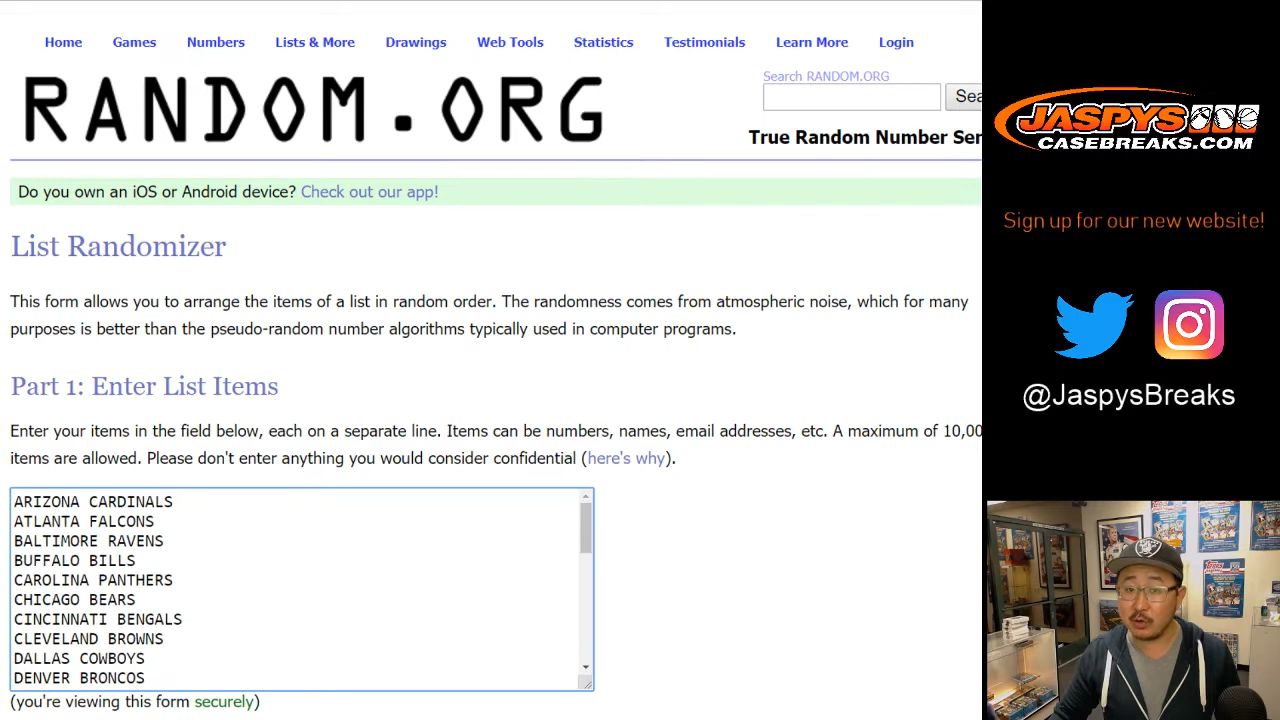 Home Games Numbers Lists & More Drawings Web Tools Statistics Testimonials Learn More Login
RANDOM.ORG
Search RANDOM.ORG
Sea
True Random Number Ser
Do you own an iOS or Android device? Check out our app!
List Randomizer
This form allows you to arrange the items of a list in random order. The randomness comes from atmospheric noise, which for many
purposes is better than the pseudo-random number algorithms typically used in computer programs.
Part 1: Enter List Items
Enter your items in the field below, each on a separate line. Items can be numbers, names, email addresses, etc. A maximum of 10,00
items are allowed. Please don't enter anything you would consider confidential (here's why).
ARIZONA CARDINALS
ATLANTA FALCONS
BALTIMORE RAVENS
BUFFALO BILLS
CAROLINA PANTHERS
CHICAGO BEARS
CINCINNATI BENGALS
CLEVELAND BROWNS
DALLAS COWBOYS
DENVER BRONCOS
(you're viewing this form securely)
JASPYS
CASEBREAKS.COM
Sign up for our new website!
@JaspysBreaks